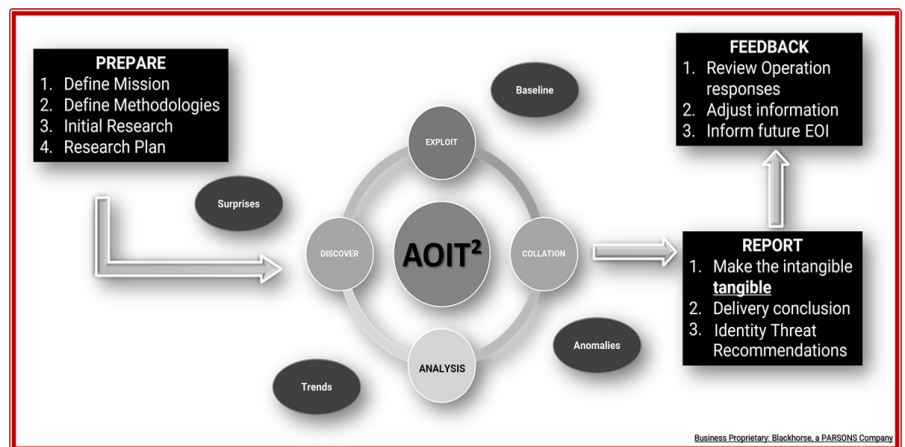 PREPARE
1. Define Mission
2. Define Methodologies
3. Initial Research
4. Research Plan
Surprises
Baseline
EXPLOIT
DISCOVER
AOIT²
COLLATION
ANALYSIS
Trends
Anomalies
FEEDBACK
1. Review Operation
responses
2. Adjust information
3. Inform future EOI
REPORT
1. Make the intangible
tangible
2. Delivery conclusion
3. Identity Threat
Recommendations
Business Proprietary: Blackhorse, a PARSONS Company